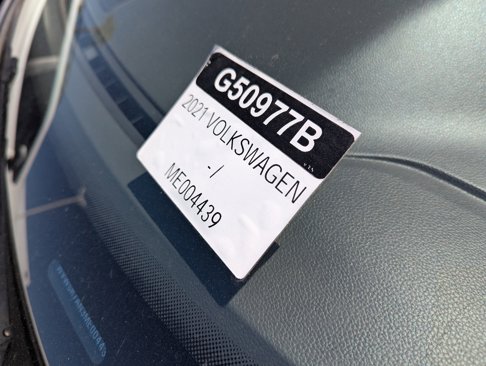 G50977B
2021 VOLKSWAGEN
- /
ME004439